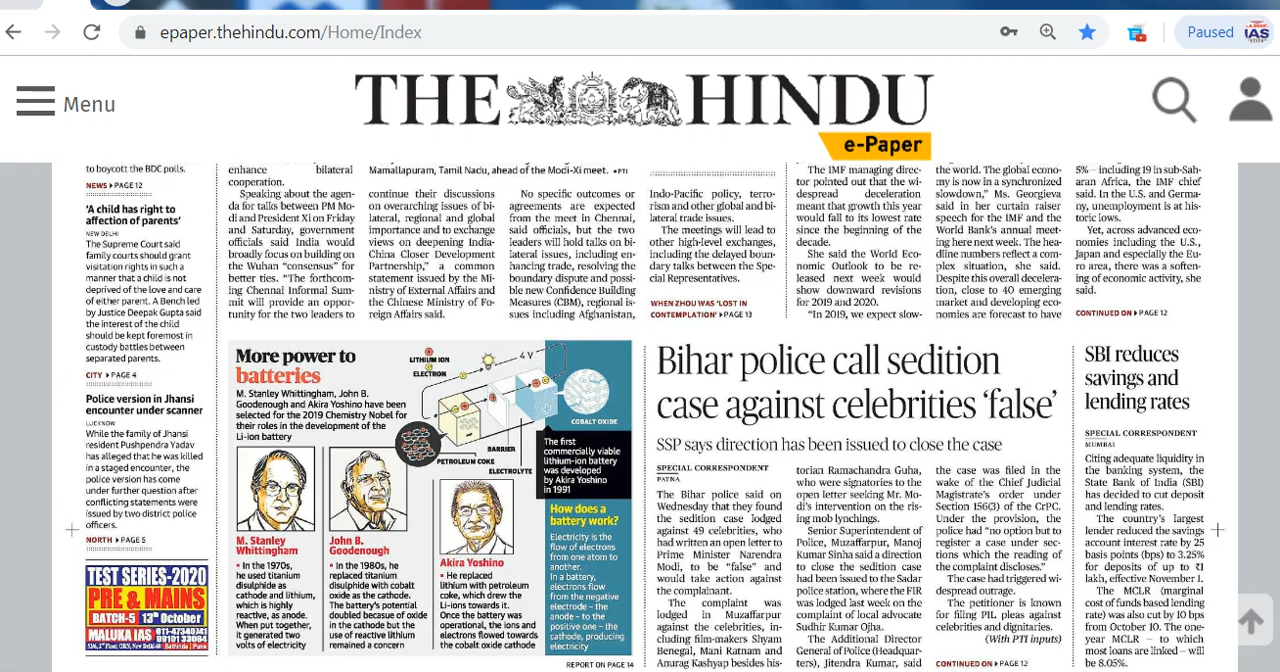 epaper.thehindu.com/Home/Index
Paused
IAS
Menu
THE HINDU
e-Paper
to boycott the BDC polls.
NEWS ▸ PAGE 12
'A child has right to
affection of parents'
NEW DELHI
The Supreme Court said
family courts should grant
visitation rights in such a
manner that a child is not
deprived of the love and care
of either parent. A Bench led
by Justice Deepak Gupta said
the interest of the child
should be kept foremost in
custody battles between
separated parents.
CITY ▸ PAGE 4
Police version in Jhansi
encounter under scanner
LUCKNOW
While the family of Jhansi
resident Pushpendra Yadav
has alleged that he was killed
in a staged encounter, the
police version has come
under further question after
conflicting statements were
issued by two district police
officers.
NORTH ▸ PAGE 5
TEST SERIES-2020
PRE & MAINS
BATCH-5 13th October
MALUKA IAS 011-47340741
Bathinda | Pune
enhance bilateral
cooperation.
Speaking about the agen-
da for talks between PM Mo-
di and President Xi on Friday
and Saturday, government
officials said India would
broadly focus on building on
the Wuhan "consensus" for
better ties. "The forthcom-
ing Chennai Informal Sum-
mit will provide an oppor-
tunity for the two leaders to
Mamallapuram, Tamil Nadu, ahead of the Modi-Xi meet. •PTI
continue their discussions
on overarching issues of bi-
lateral, regional and global
importance and to exchange
views on deepening India-
China Closer Development
Partnership," a common
statement issued by the Mi-
nistry of External Affairs and
the Chinese Ministry of Fo-
reign Affairs said.
No specific outcomes or
agreements are expected
from the meet in Chennai,
said officials, but the two
leaders will hold talks on bi-
lateral issues, including en-
hancing trade, resolving the
boundary dispute and possi-
ble new Confidence Building
Measures (CBM), regional is-
sues including Afghanistan,
Indo-Pacific policy, terro-
rism and other global and bi-
lateral trade issues.
The meetings will lead to
other high-level exchanges,
including the delayed boun-
dary talks between the Spe-
cial Representatives.
WHEN ZHOU WAS 'LOST IN
CONTEMPLATION' ▸ PAGE 13
The IMF managing direc-
tor pointed out that the wi-
despread deceleration
meant that growth this year
would fall to its lowest rate
since the beginning of the
decade.
She said the World Eco-
nomic Outlook to be re-
leased next week would
show downward revisions
for 2019 and 2020.
"In 2019, we expect slow-
the world. The global econo-
my is now in a synchronized
slowdown," Ms. Georgieva
said in her curtain raiser
speech for the IMF and the
World Bank's annual meet-
ing here next week. The hea-
dline numbers reflect a com-
plex situation, she said.
Despite this overall decelera-
tion, close to 40 emerging
market and developing eco-
nomies are forecast to have
5% – including 19 in sub-Sah-
aran Africa, the IMF chief
said. In the U.S. and Germa-
ny, unemployment is at his-
toric lows.
Yet, across advanced eco-
nomies including the U.S.,
Japan and especially the Eu-
ro area, there was a soften-
ing of economic activity, she
said.
CONTINUED ON ▸ PAGE 12
More power to
batteries
M. Stanley Whittingham, John B.
Goodenough and Akira Yoshino have been
selected for the 2019 Chemistry Nobel for
their roles in the development of the
Li-ion battery
LITHIUM ION
ELECTRON
4 V
COBALT OXIDE
BARRIER
PETROLEUM COKE
ELECTROLYTE
The first
commercially viable
lithium-ion battery
was developed
by Akira Yoshino
in 1991
How does a
battery work?
Electricity is the
flow of electrons
from one atom to
another.
In a battery,
electrons flow
from the negative
electrode – the
anode – to the
positive one – the
cathode, producing
electricity
M. Stanley
Whittingham
• In the 1970s,
he used titanium
disulphide as
cathode and lithium,
which is highly
reactive, as anode.
When put together,
it generated two
volts of electricity
John B.
Goodenough
• In the 1980s, he
replaced titanium
disulphide with cobalt
oxide as the cathode.
The battery's potential
doubled because of oxide
in the cathode but the
use of reactive lithium
remained a concern
Akira Yoshino
• He replaced
lithium with petroleum
coke, which drew the
Li-ions towards it.
Once the battery was
operational, the ions and
electrons flowed towards
the cobalt oxide cathode
REPORT ON PAGE 14
Bihar police call sedition
case against celebrities 'false'
SSP says direction has been issued to close the case
SPECIAL CORRESPONDENT
PATNA
The Bihar police said on
Wednesday that they found
the sedition case lodged
against 49 celebrities, who
had written an open letter to
Prime Minister Narendra
Modi, to be "false" and
would take action against
the complainant.
The complaint was
lodged in Muzaffarpur
against the celebrities, in-
cluding film-makers Shyam
Benegal, Mani Ratnam and
Anurag Kashyap besides his-
torian Ramachandra Guha,
who were signatories to the
open letter seeking Mr. Mo-
di's intervention on the ris-
ing mob lynchings.
Senior Superintendent of
Police, Muzaffarpur, Manoj
Kumar Sinha said a direction
to close the sedition case
had been issued to the Sadar
police station, where the FIR
was lodged last week on the
complaint of local advocate
Sudhir Kumar Ojha.
The Additional Director
General of Police (Headquar-
ters), Jitendra Kumar, said
the case was filed in the
wake of the Chief Judicial
Magistrate's order under
Section 156(3) of the CrPC.
Under the provision, the
police had "no option but to
register a case under sec-
tions which the reading of
the complaint discloses."
The case had triggered wi-
despread outrage.
The petitioner is known
for filing PIL pleas against
celebrities and dignitaries.
(With PTI inputs)
CONTINUED ON ▸ PAGE 12
SBI reduces
savings and
lending rates
SPECIAL CORRESPONDENT
MUMBAI
Citing adequate liquidity in
the banking system, the
State Bank of India (SBI)
has decided to cut deposit
and lending rates.
The country's largest
lender reduced the savings
account interest rate by 25
basis points (bps) to 3.25%
for deposits of up to ₹1
lakh, effective November 1.
The MCLR (marginal
cost of funds based lending
rate) was also cut by 10 bps
from October 10. The one-
year MCLR – to which
most loans are linked – will
be 8.05%.